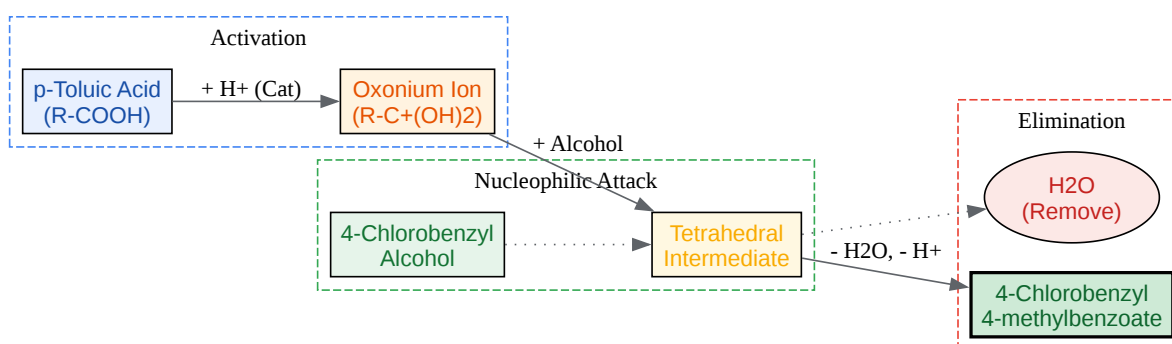 Activation
p-Toluic Acid
(R-COOH)
+ H+ (Cat)
Oxonium Ion
(R-C+(OH)2)
+ Alcohol
Nucleophilic Attack
4-Chlorobenzyl
Alcohol
Tetrahedral
Intermediate
- H2O, - H+
Elimination
H2O
(Remove)
4-Chlorobenzyl
4-methylbenzoate